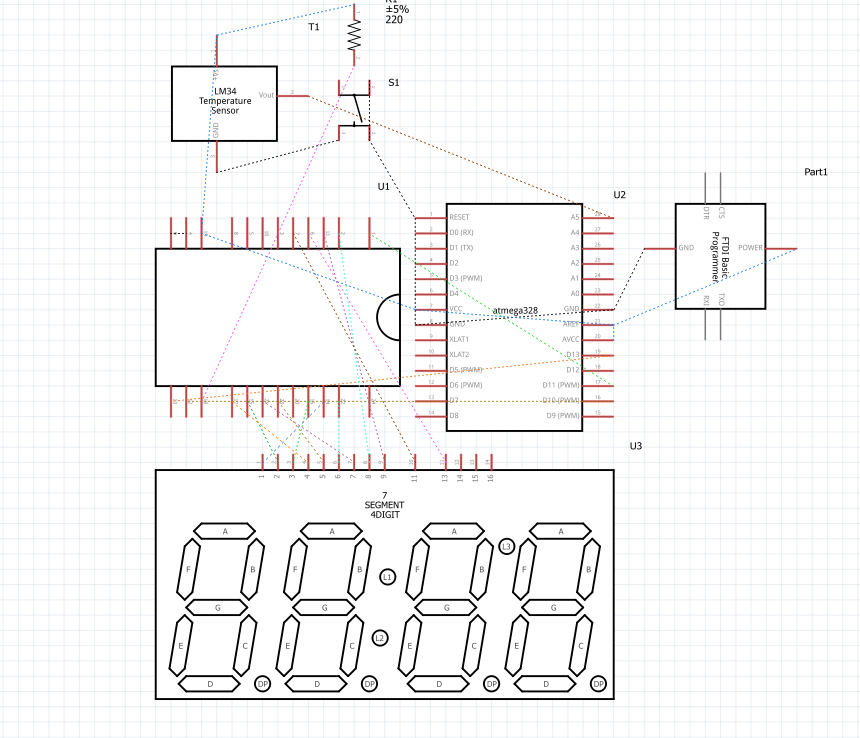 ±5%
220
T1
S1
LM34
Temperature
Sensor
Vout
GND
U1
U2
Part1
RESET
D0 (RX)
D1 (TX)
D2
D3 (PWM)
D4
VCC
GND
XLAT1
XLAT2
D5 (PWM)
D6 (PWM)
D7
D8
atmega328
A5
A4
A3
A2
A1
A0
GND
AREF
AVCC
D13
D12
D11 (PWM)
D10 (PWM)
D9 (PWM)
DTR
CTS
GND
FTDI Basic
Programmer
POWER
RXI
TXO
U3
1 2 3 4 5 6 7 8 9 11 13 14 15 16
7
SEGMENT
4DIGIT
A A A A
L3
F B F B F B F B
L1
G G G G
L2
E C E C E C E C
D DP D DP D DP D DP